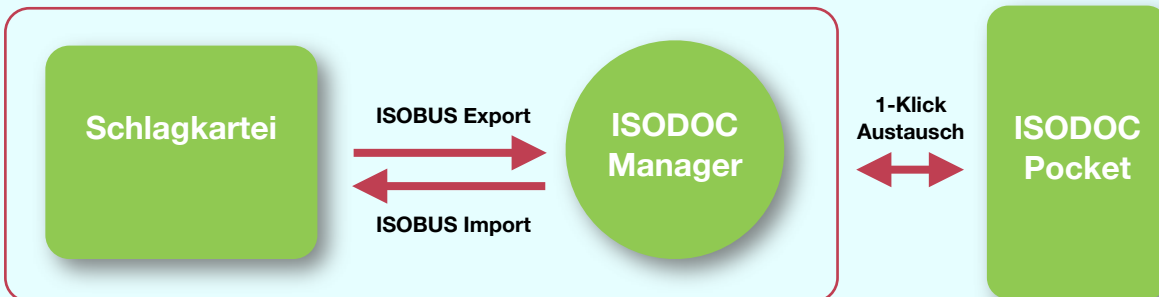 Schlagkartei
ISOBUS Export
ISOBUS Import
ISODOC
Manager
1-Klick
Austausch
ISODOC
Pocket